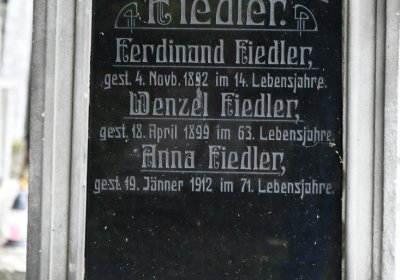 Fiedler.
Ferdinand Fiedler,
gest. 4. Novb. 1892 im 14. Lebensjahre.
Wenzel Fiedler,
gest. 18. April 1899 im 63. Lebensjahre.
Anna Fiedler,
gest. 19. Jänner 1912 im 71. Lebensjahre.